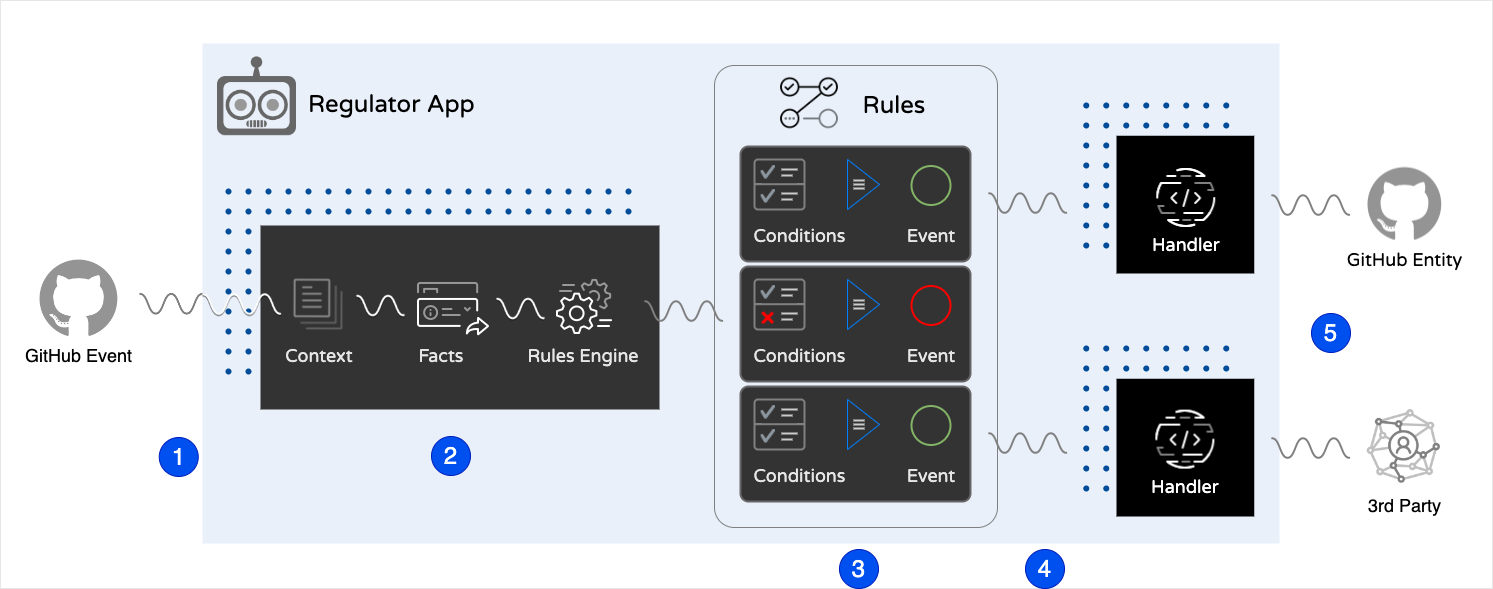 Regulator App
Rules
Conditions
Event
Handler
GitHub Entity
GitHub Event
Context
Facts
Rules Engine
Conditions
Event
5
1
2
Conditions
Event
Handler
3rd Party
3
4